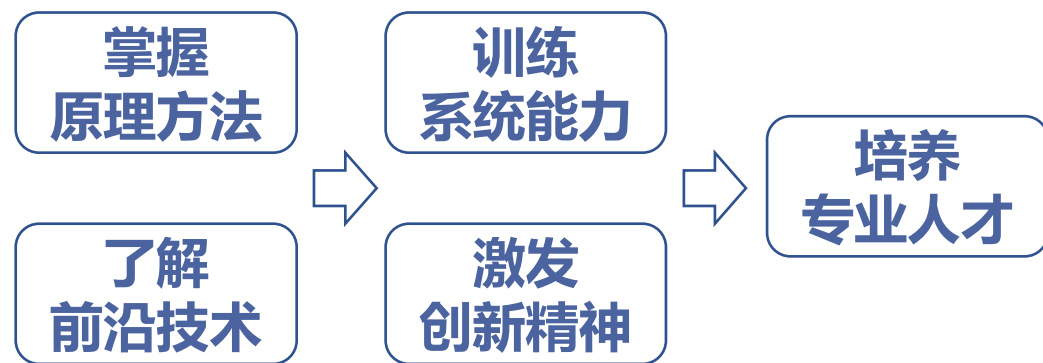 掌握
原理方法
了解
前沿技术
训练
系统能力
激发
创新精神
培养
专业人才